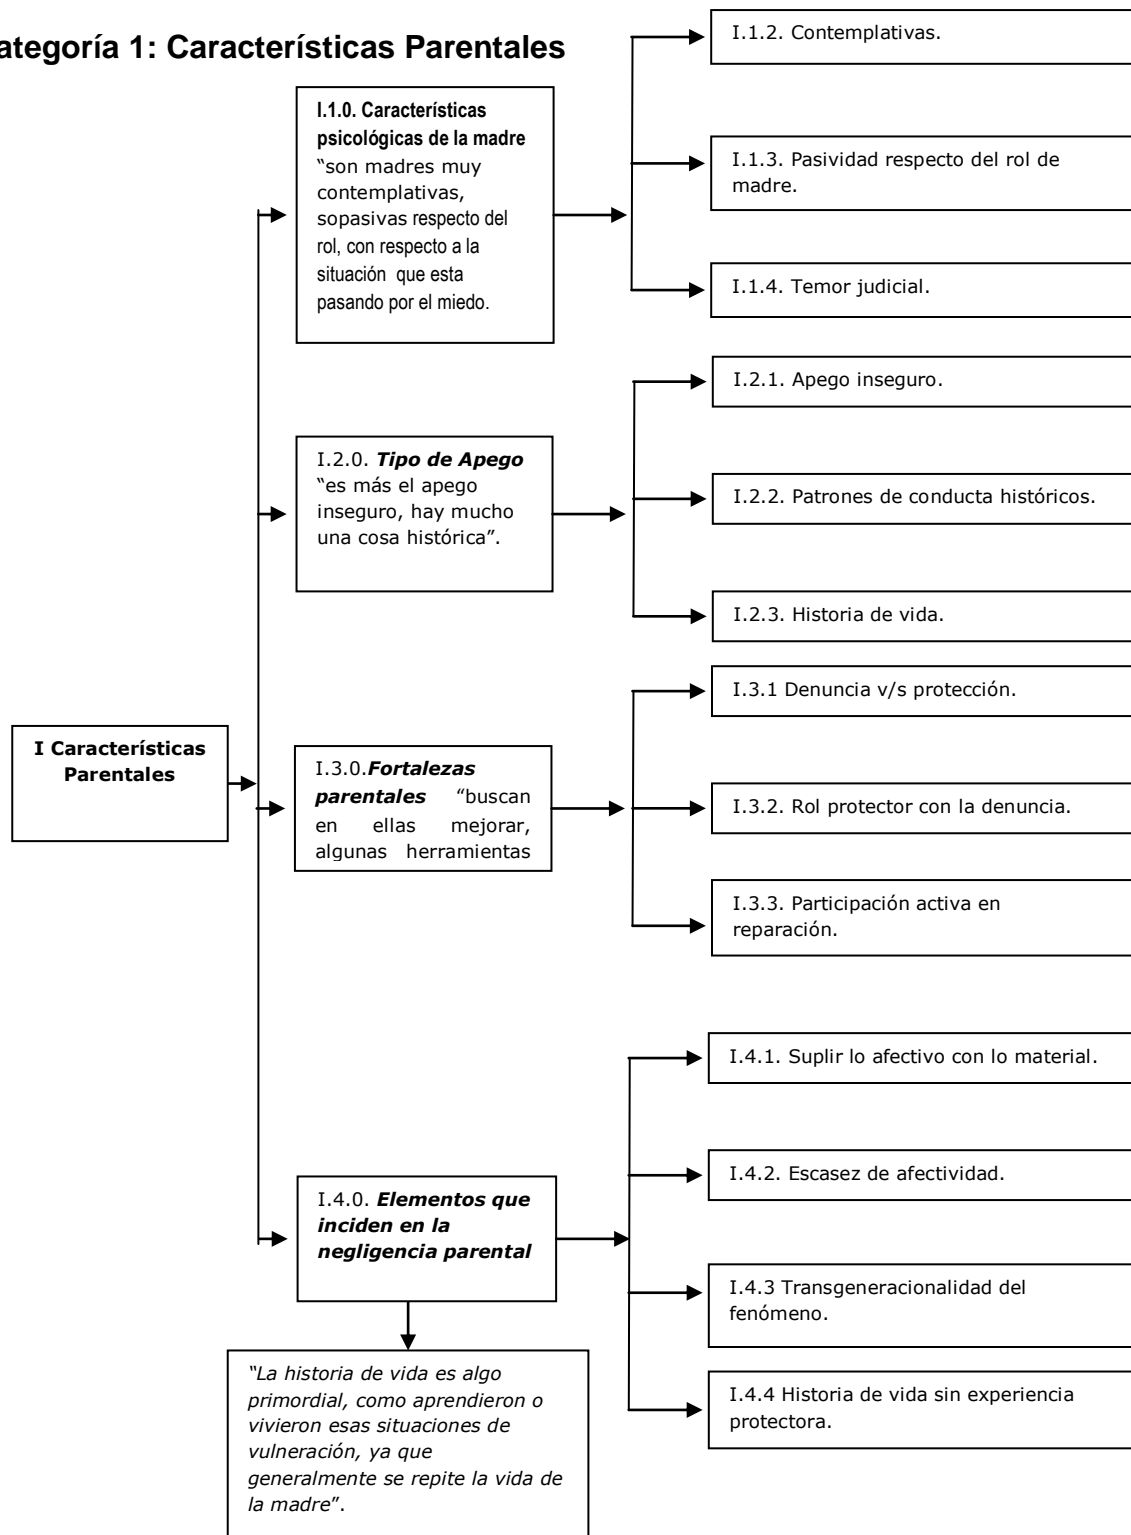 ategoría 1: Características Parentales
I.1.2. Contemplativas.
I.1.0. Características
psicológicas de la madre
“son madres muy
contemplativas,
sopasivas respecto del
rol, con respecto a la
situación que esta
pasando por el miedo.
I.1.3. Pasividad respecto del rol de
madre.
I.1.4. Temor judicial.
I.2.0. Tipo de Apego
“es más el apego
inseguro, hay mucho
una cosa histórica”.
I.2.1. Apego inseguro.
I.2.2. Patrones de conducta históricos.
I.2.3. Historia de vida.
I Características
Parentales
I.3.0.Fortalezas
parentales “buscan
en ellas mejorar,
algunas herramientas
I.3.1 Denuncia v/s protección.
I.3.2. Rol protector con la denuncia.
I.3.3. Participación activa en
reparación.
I.4.0. Elementos que
inciden en la
negligencia parental
I.4.1. Suplir lo afectivo con lo material.
I.4.2. Escasez de afectividad.
I.4.3 Transgeneracionalidad del
fenómeno.
I.4.4 Historia de vida sin experiencia
protectora.
“La historia de vida es algo
primordial, como aprendieron o
vivieron esas situaciones de
vulneración, ya que
generalmente se repite la vida de
la madre”.